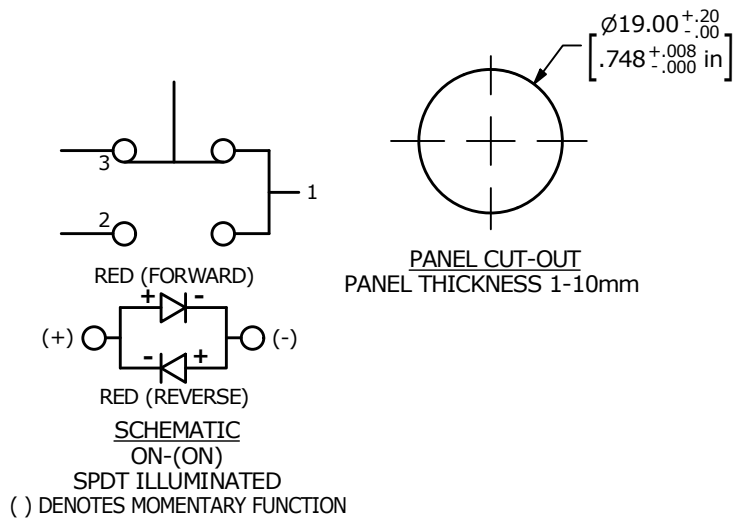 3
2
1
RED (FORWARD)
+ -
(+) (-)
- +
RED (REVERSE)
SCHEMATIC
ON-(ON)
SPDT ILLUMINATED
( ) DENOTES MOMENTARY FUNCTION
Ø19.00 +.20 -.00
[.748 +.008 -.000 in]
PANEL CUT-OUT
PANEL THICKNESS 1-10mm